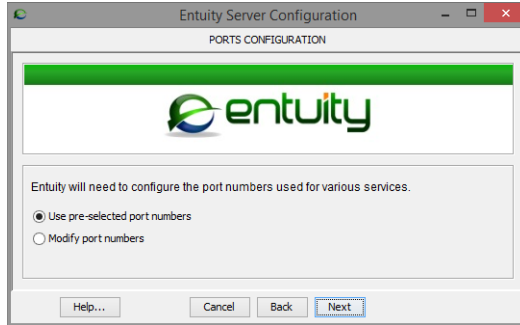 Entuity Server Configuration
PORTS CONFIGURATION
entuity
Entuity will need to configure the port numbers used for various services.
Use pre-selected port numbers
Modify port numbers
Help... Cancel Back Next